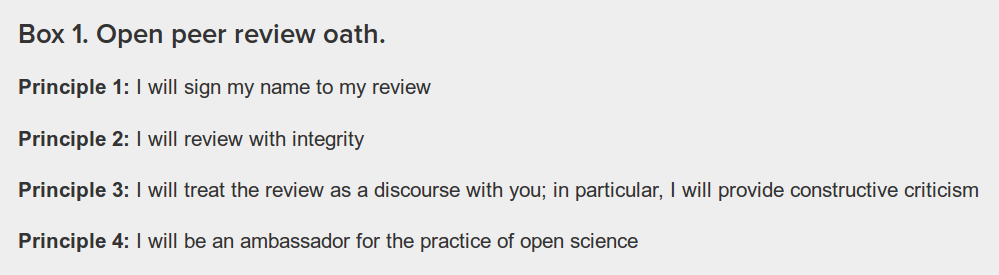 Box 1. Open peer review oath.
Principle 1: I will sign my name to my review
Principle 2: I will review with integrity
Principle 3: I will treat the review as a discourse with you; in particular, I will provide constructive criticism
Principle 4: I will be an ambassador for the practice of open science